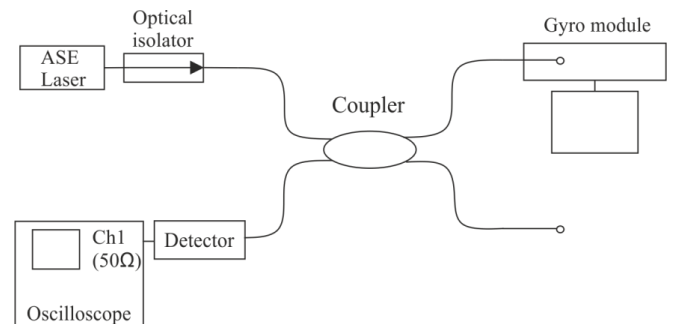 Optical
isolator
ASE
Laser
Gyro module
Coupler
Ch1
(50Ω)
Detector
Oscilloscope